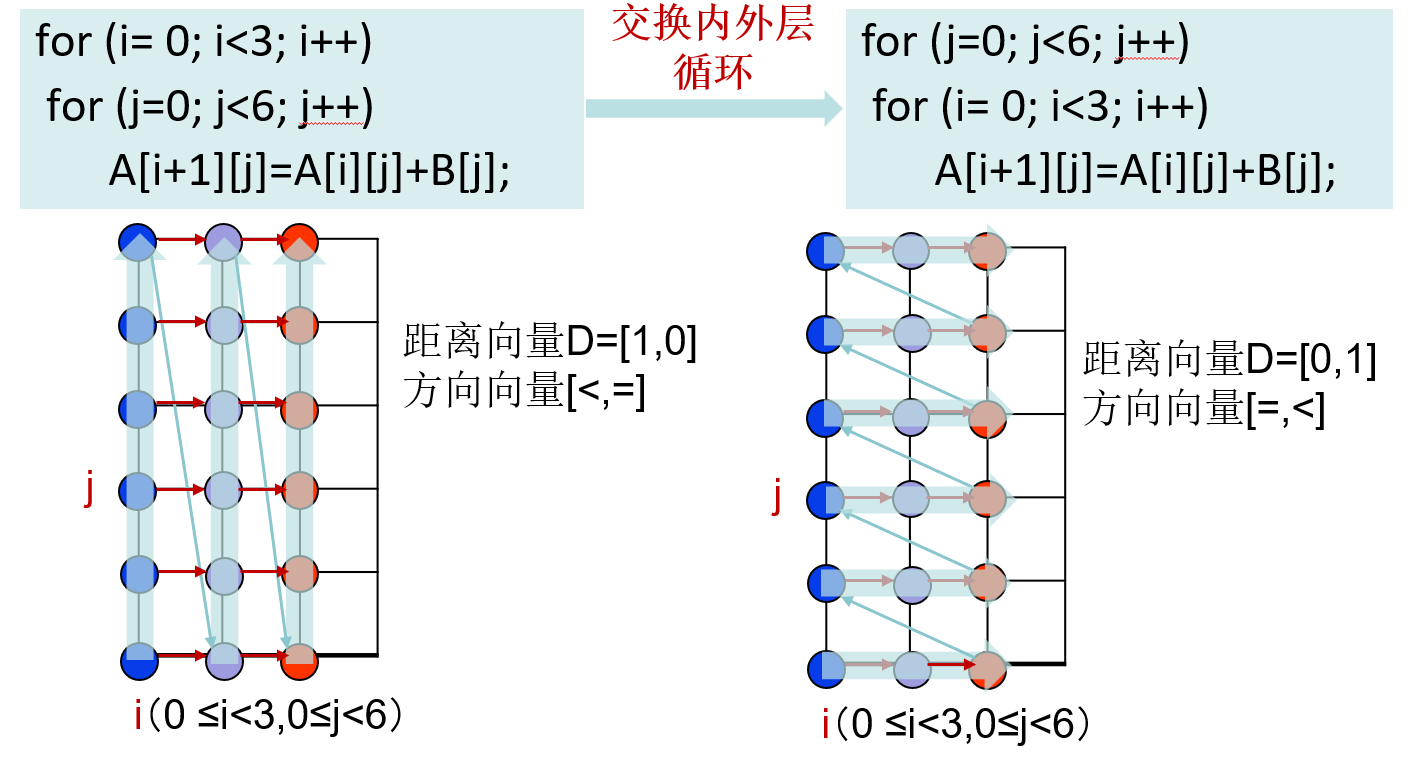 for (i= 0; i<3; i++)
for (j=0; j<6; j++)
A[i+1][j]=A[i][j]+B[j];
交换内外层
循环
for (j=0; j<6; j++)
for (i= 0; i<3; i++)
A[i+1][j]=A[i][j]+B[j];
距离向量D=[1,0]
方向向量[<,=]
j
i（0 ≤i<3,0≤j<6）
距离向量D=[0,1]
方向向量[=,<]
j
i（0 ≤i<3,0≤j<6）